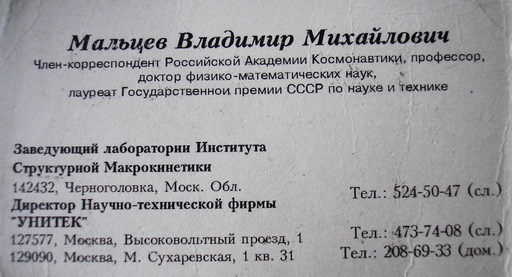 Мальцев Владимир Михайлович
Член-корреспондент Российской Академии Космонавтики, профессор,
доктор физико-математических наук,
лауреат Государственнои премии СССР по науке и технике
Заведующий лаборатории Института
Структурной Макрокинетики
142432, Черноголовка, Моск. Обл. Тел.: 524-50-47 (сл.)
Директор Научно-технической фирмы
"УНИТЕК"
127577, Москва, Высоковольтный проезд, 1 Тел.: 473-74-08 (сл.)
129090, Москва, М. Сухаревская, 1 кв. 31 Тел.: 208-69-33 (дом.)